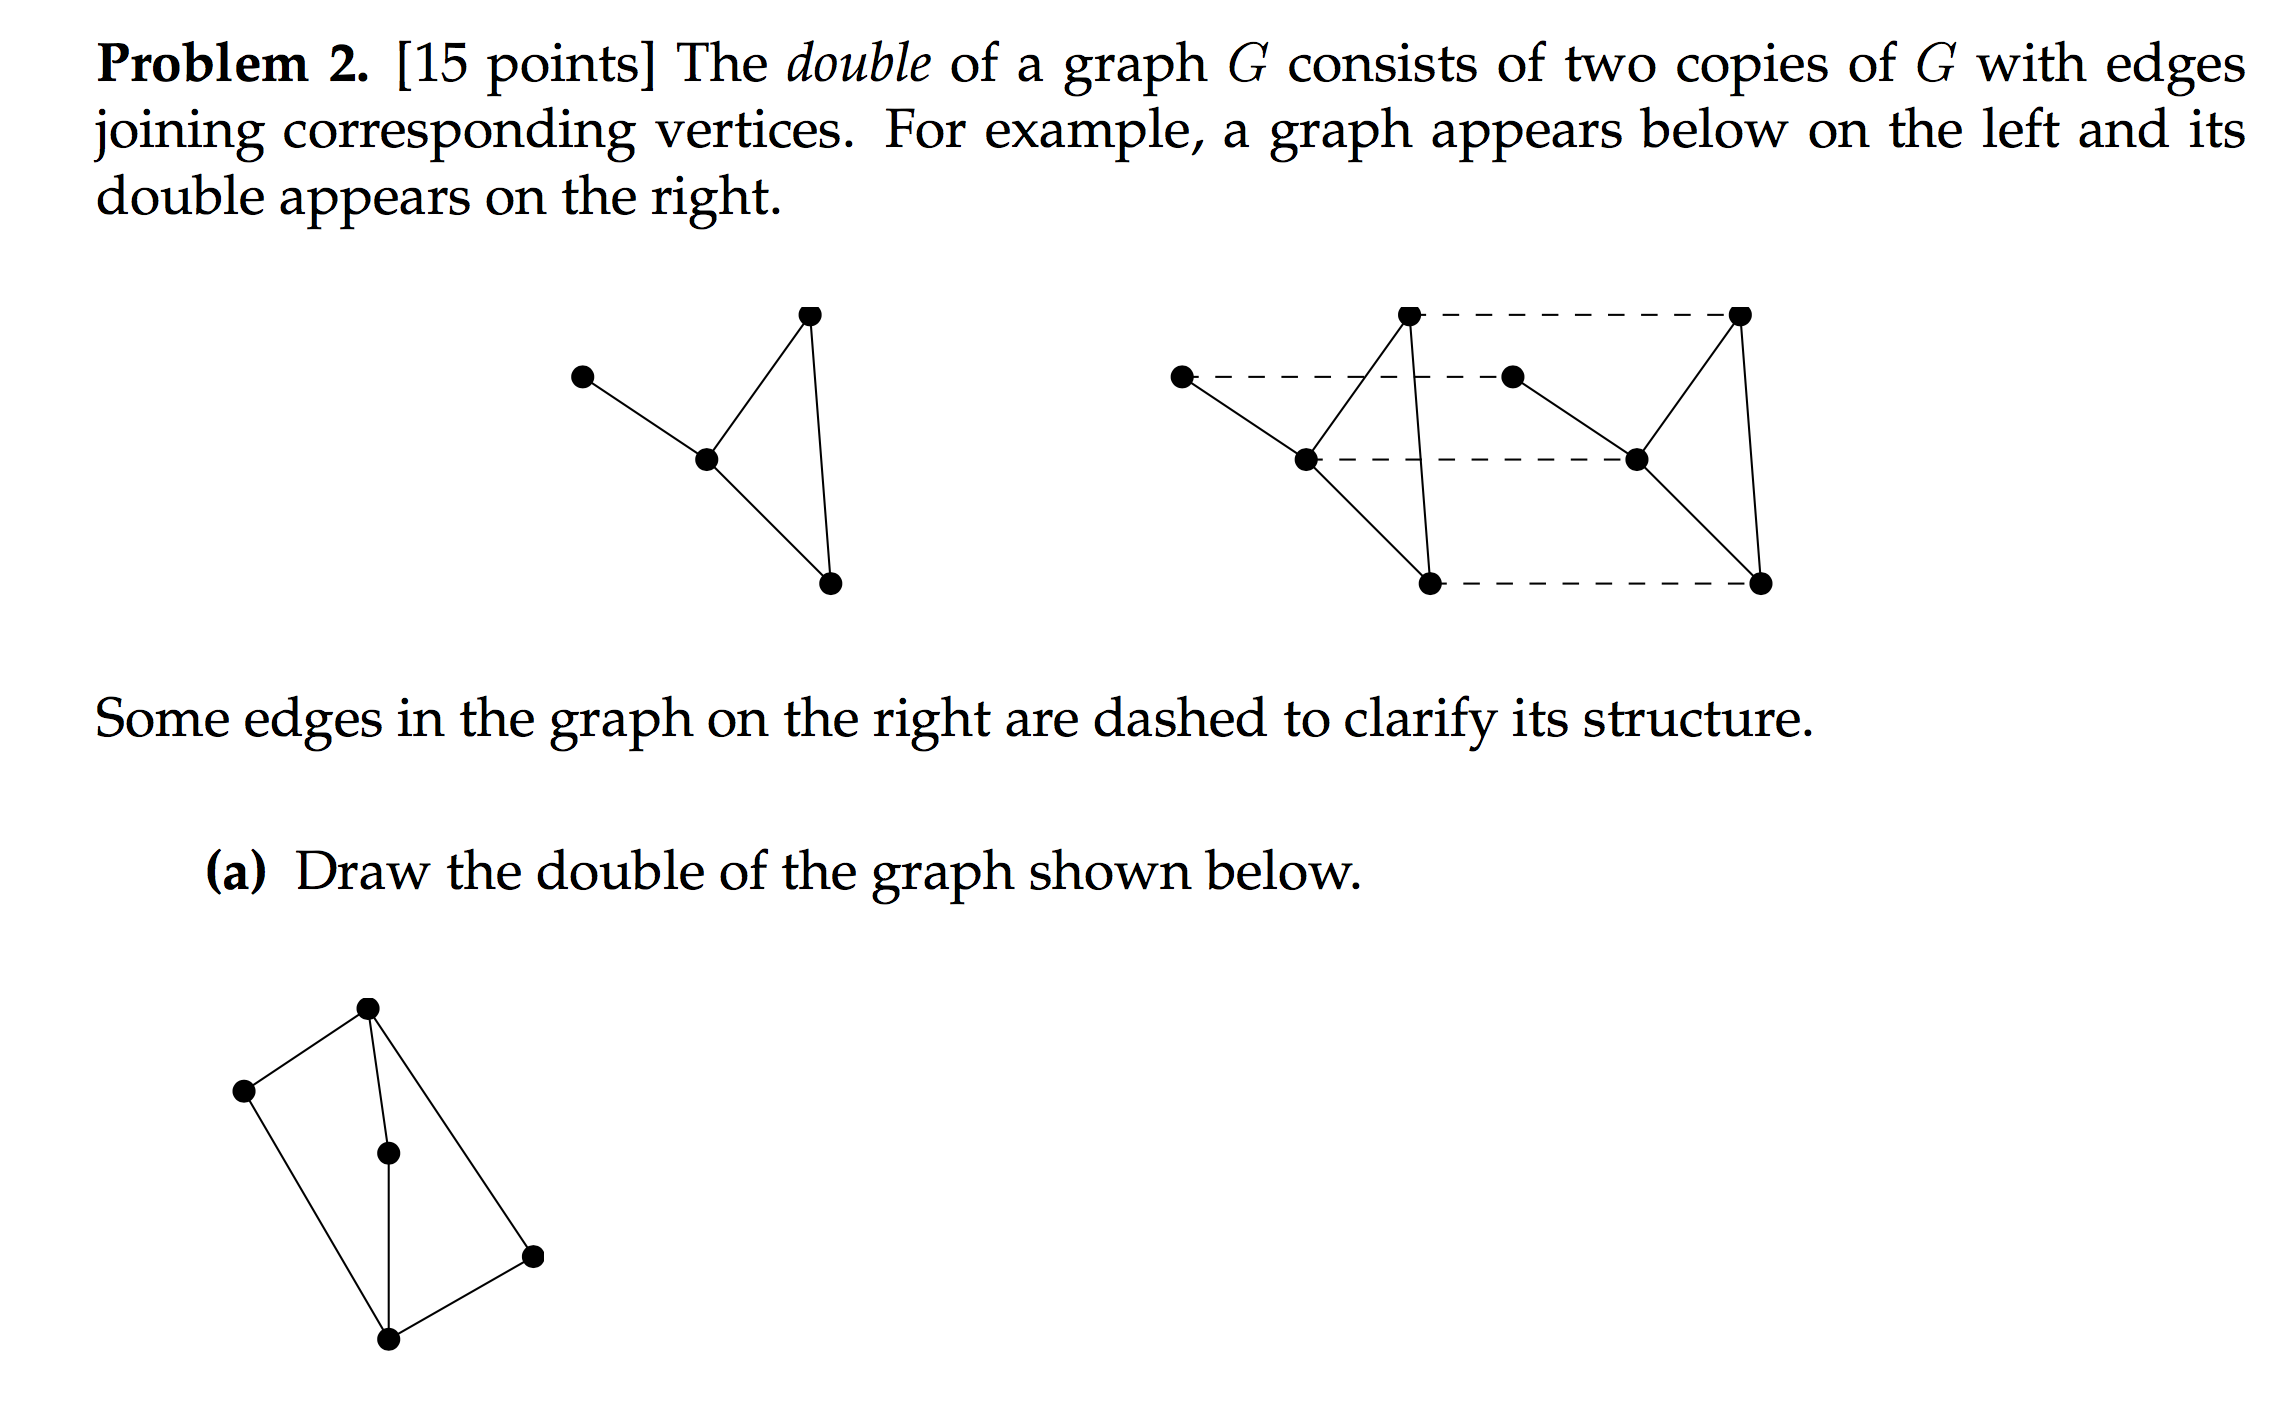 Problem 2. [15 points] The double of a graph G consists of two copies of G with edges
joining corresponding vertices. For example, a graph appears below on the left and its
double appears on the right.
Some edges in the graph on the right are dashed to clarify its structure.
(a) Draw the double of the graph shown below.